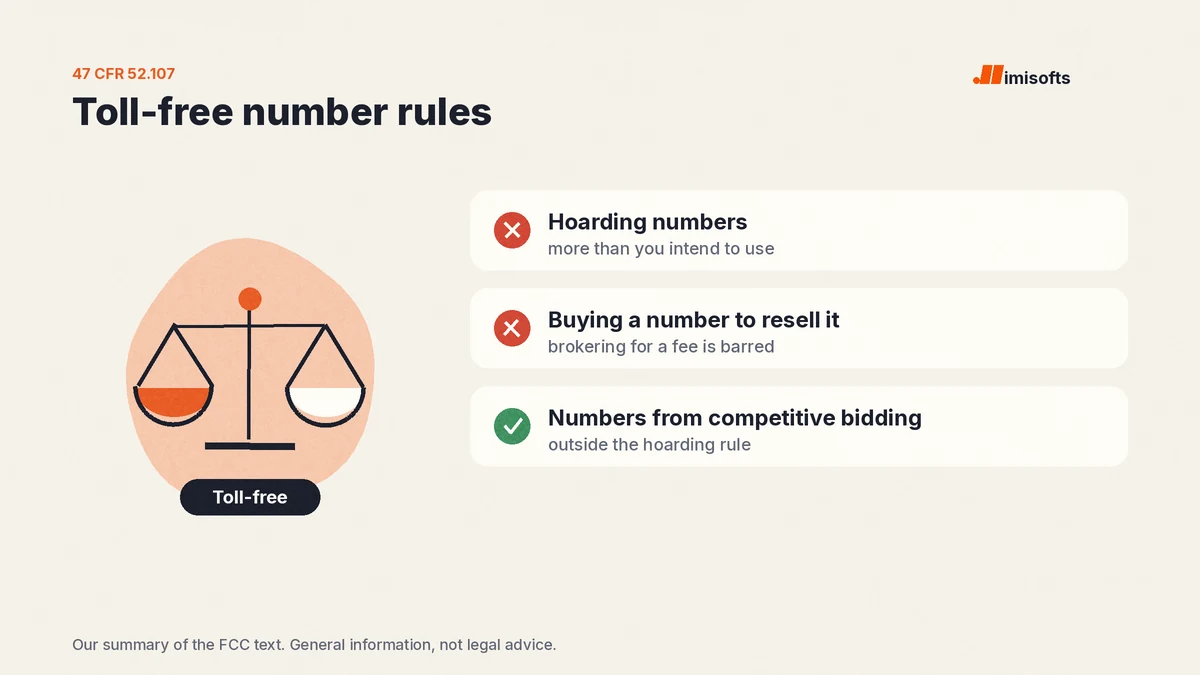 47 CFR 52.107
Toll-free number rules
imisofts
Hoarding numbers
more than you intend to use
Buying a number to resell it
brokering for a fee is barred
Numbers from competitive bidding
outside the hoarding rule
Toll-free
Our summary of the FCC text. General information, not legal advice.